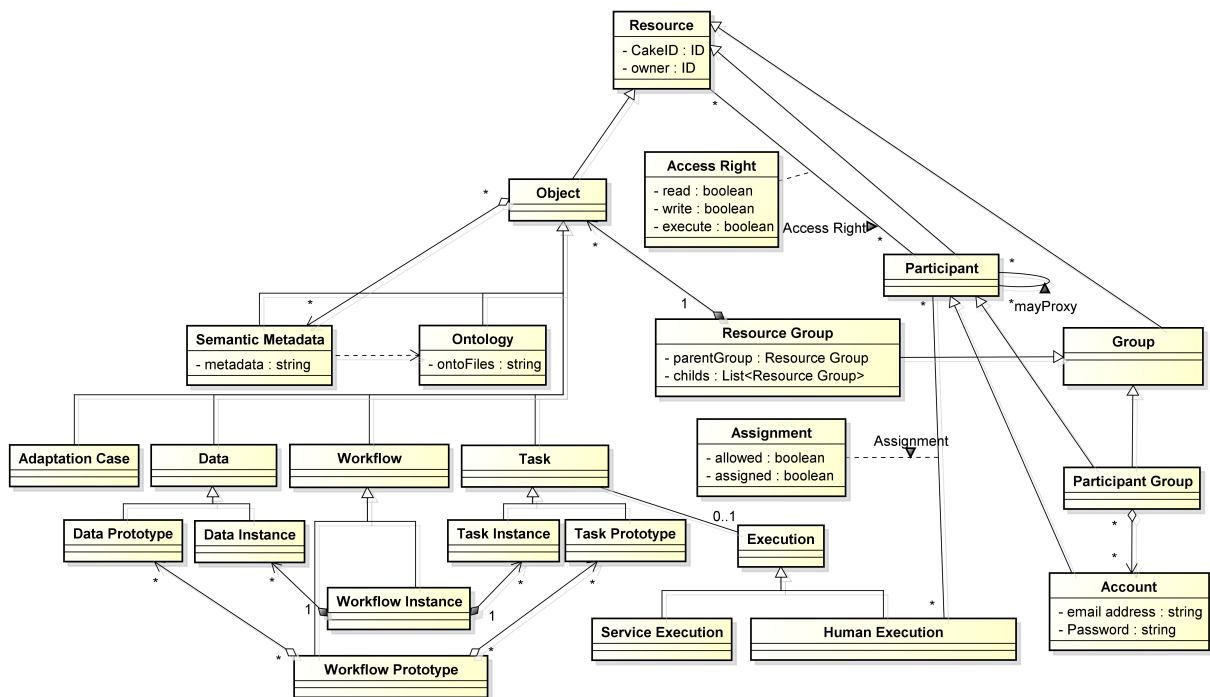 Resource
- CakeID : ID
- owner : ID
*
Access Right
- read : boolean
- write : boolean
- execute : boolean
Object
*
*
Access Right
*
Participant
*
*
mayProxy
*
1
*
Semantic Metadata
- metadata : string
Ontology
- ontoFiles : string
Resource Group
- parentGroup : Resource Group
- childs : List<Resource Group>
Group
Assignment
- allowed : boolean
- assigned : boolean
Assignment
Adaptation Case
Data
Workflow
Task
Participant Group
*
*
0..1
Data Prototype
Data Instance
Task Instance
Task Prototype
Execution
*
*
*
*
Workflow Instance
1
1
Account
- email address : string
- Password : string
*
Service Execution
Human Execution
*
*
Workflow Prototype